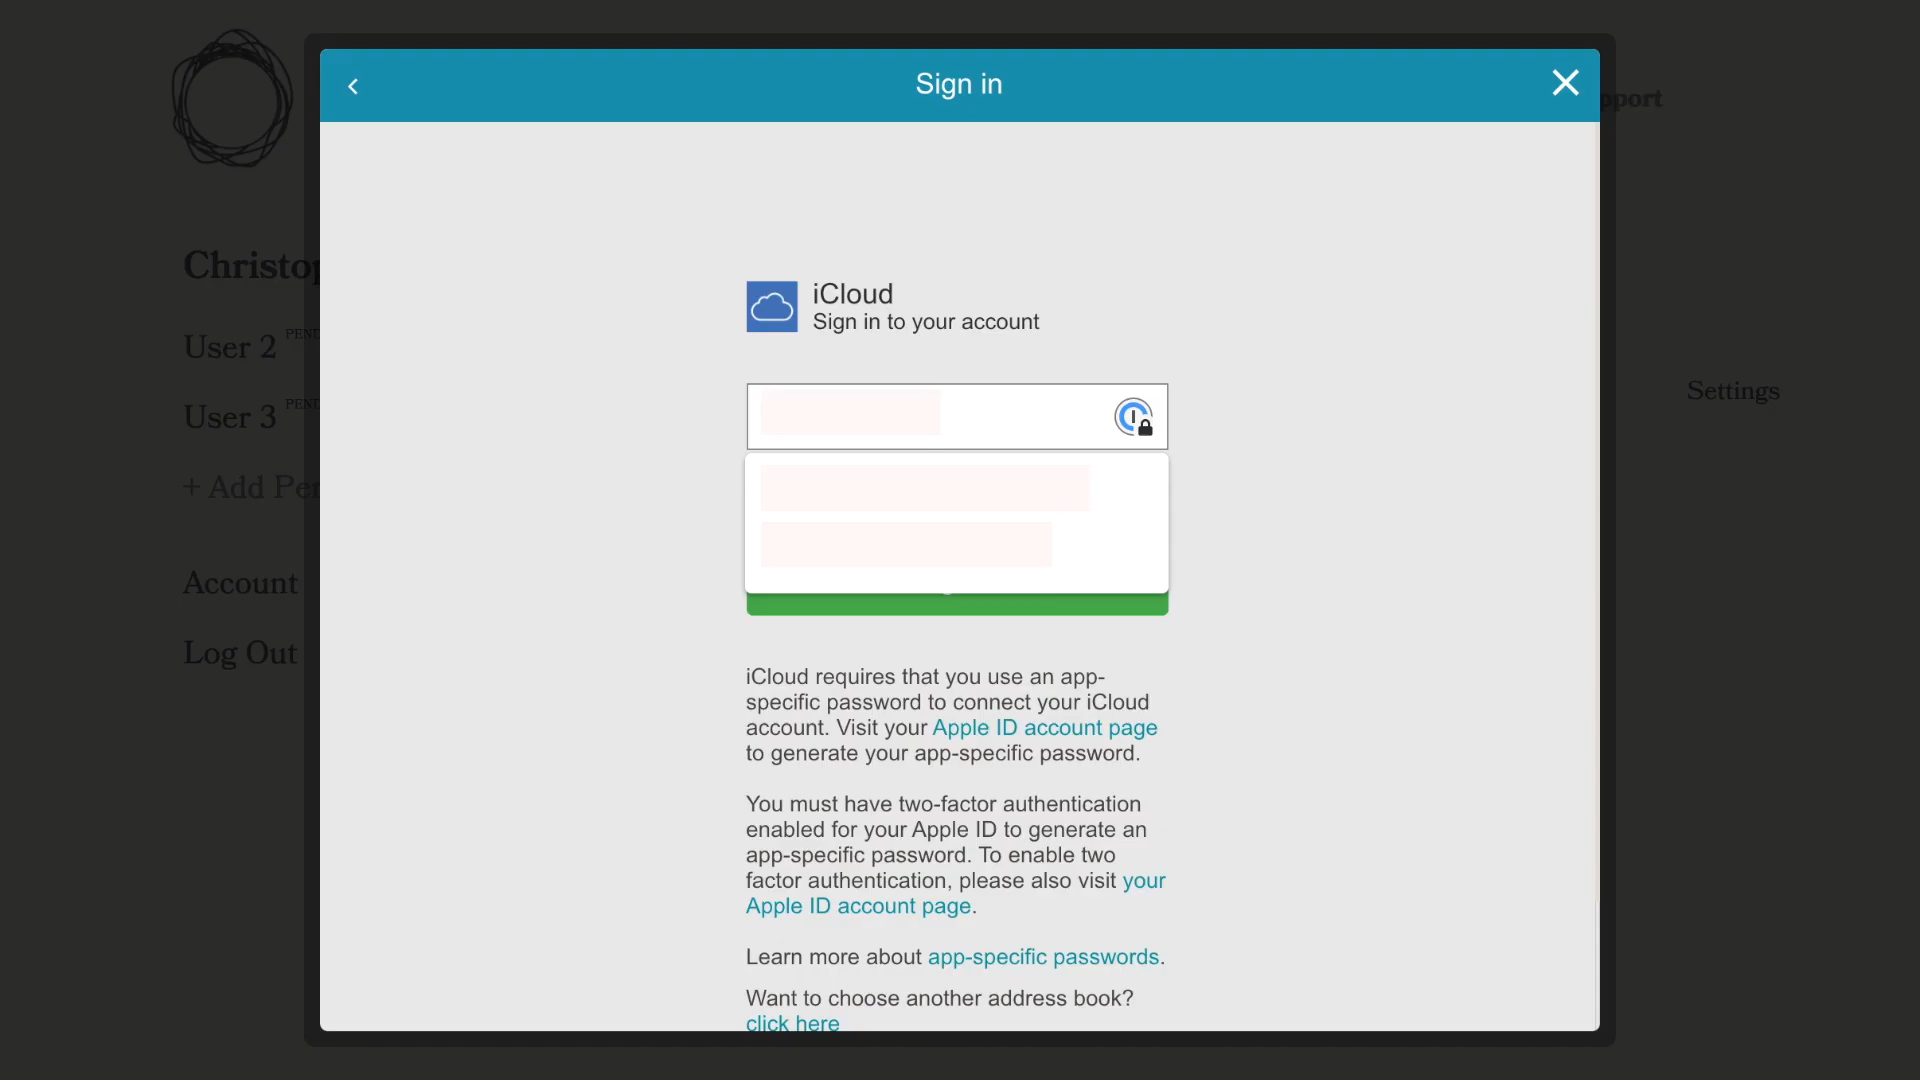 Sign in
pport
Christop
User 2 PEND
User 3 PEND
+ Add Per
Account
Log Out
Settings
iCloud
Sign in to your account
iCloud requires that you use an app-
specific password to connect your iCloud
account. Visit your Apple ID account page
to generate your app-specific password.
You must have two-factor authentication
enabled for your Apple ID to generate an
app-specific password. To enable two
factor authentication, please also visit your
Apple ID account page.
Learn more about app-specific passwords.
Want to choose another address book?
click here